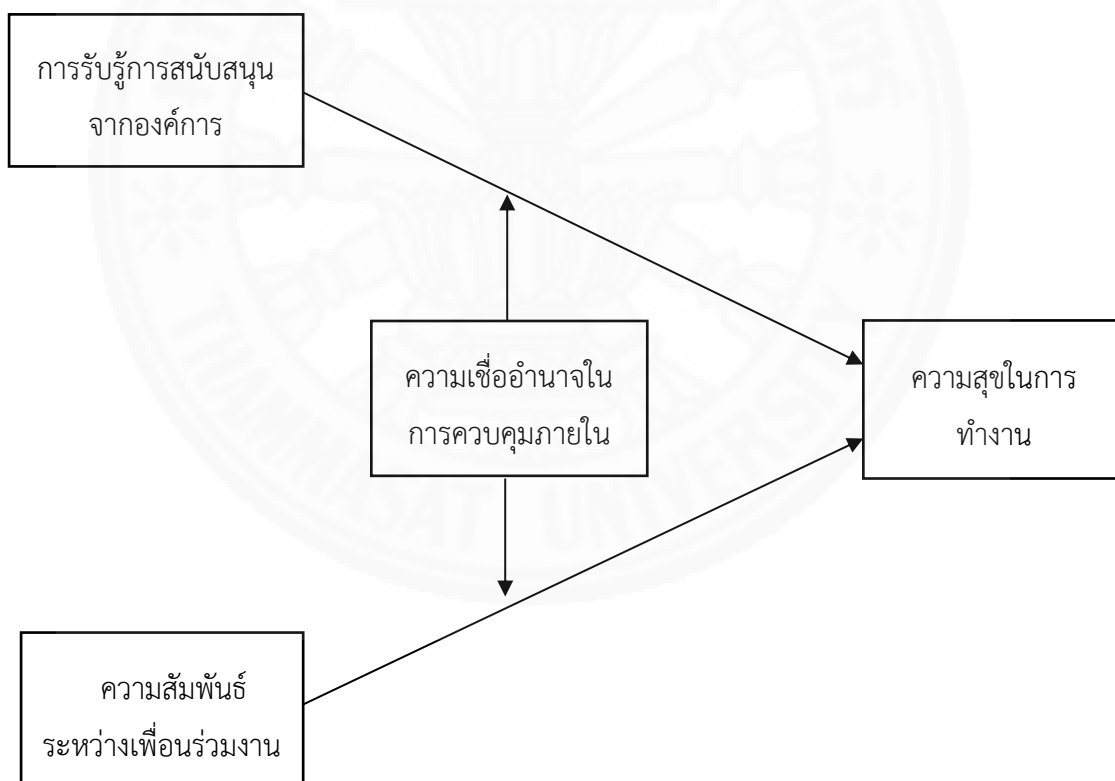 การรับรู้การสนับสนุน
จากองค์การ
ความเชื่ออำนาจใน
การควบคุมภายใน
ความสุขในการ
ทำงาน
ความสัมพันธ์
ระหว่างเพื่อนร่วมงาน
THAMMASAT UNIVERSITY